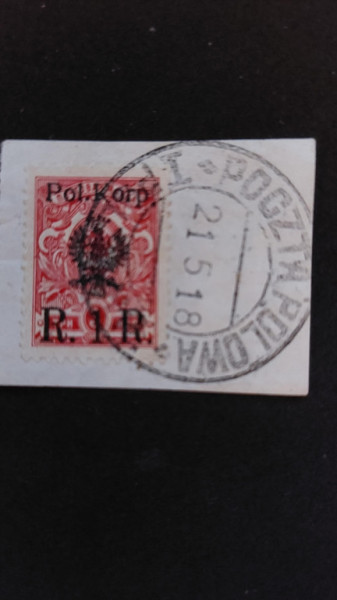 Pol. Korp.
R. 1 R.
POCZTA POLOWA
21 5 18